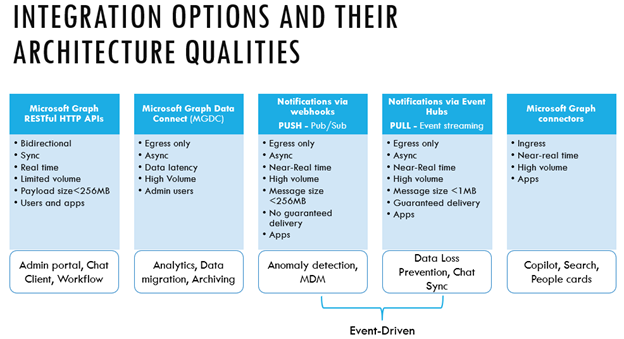 INTEGRATION OPTIONS AND THEIR
ARCHITECTURE QUALITIES
Microsoft Graph
RESTful HTTP APIs
• Bidirectional
• Sync
• Real time
• Limited volume
• Payload size<256MB
• Users and apps
Admin portal, Chat
Client, Workflow
Microsoft Graph Data
Connect (MGDC)
• Egress only
• Async
• Data latency
• High Volume
• Admin users
Analytics, Data
migration, Archiving
Notifications via
webhooks
PUSH - Pub/Sub
• Egress only
• Async
• Near-Real time
• High volume
• Message size
<256MB
• No guaranteed
delivery
• Apps
Anomaly detection,
MDM
Notifications via Event
Hubs
PULL - Event streaming
• Egress only
• Async
• Near-Real time
• High volume
• Message size <1MB
• Guaranteed delivery
• Apps
Data Loss
Prevention, Chat
Sync
Microsoft Graph
connectors
• Ingress
• Near-real time
• High volume
• Apps
Copilot, Search,
People cards
Event-Driven